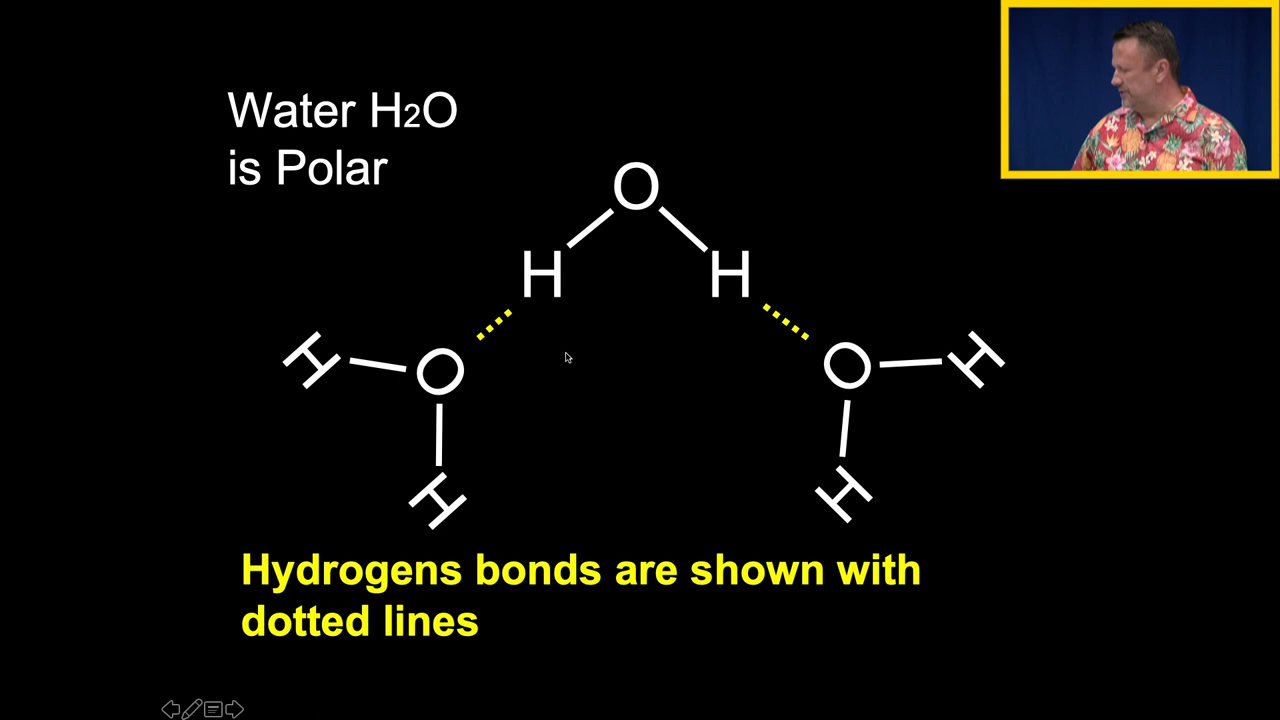 Water H2O
is Polar
O
H H
H O O H
H H
Hydrogens bonds are shown with
dotted lines